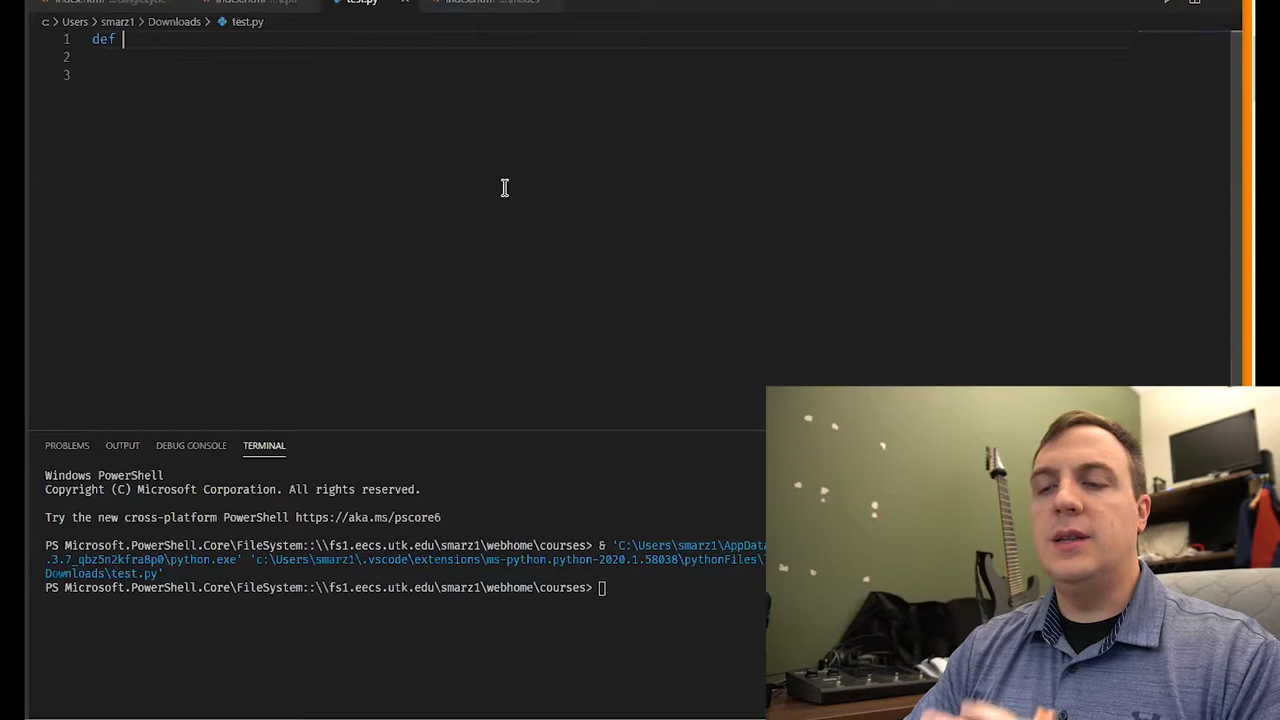 test.py
C: > Users > smarz1 > Downloads > test.py
1 def
2
3
PROBLEMS OUTPUT DEBUG CONSOLE TERMINAL
Windows PowerShell
Copyright (C) Microsoft Corporation. All rights reserved.
Try the new cross-platform PowerShell https://aka.ms/pscore6
PS Microsoft.PowerShell.Core\FileSystem::\\fs1.eecs.utk.edu\smarz1\webhome\courses> & 'C:\Users\smarz1\AppData
.3.7_qbz5n2kfra8p0\python.exe' 'c:\Users\smarz1\.vscode\extensions\ms-python.python-2020.1.58038\pythonFiles\
Downloads\test.py'
PS Microsoft.PowerShell.Core\FileSystem::\\fs1.eecs.utk.edu\smarz1\webhome\courses>